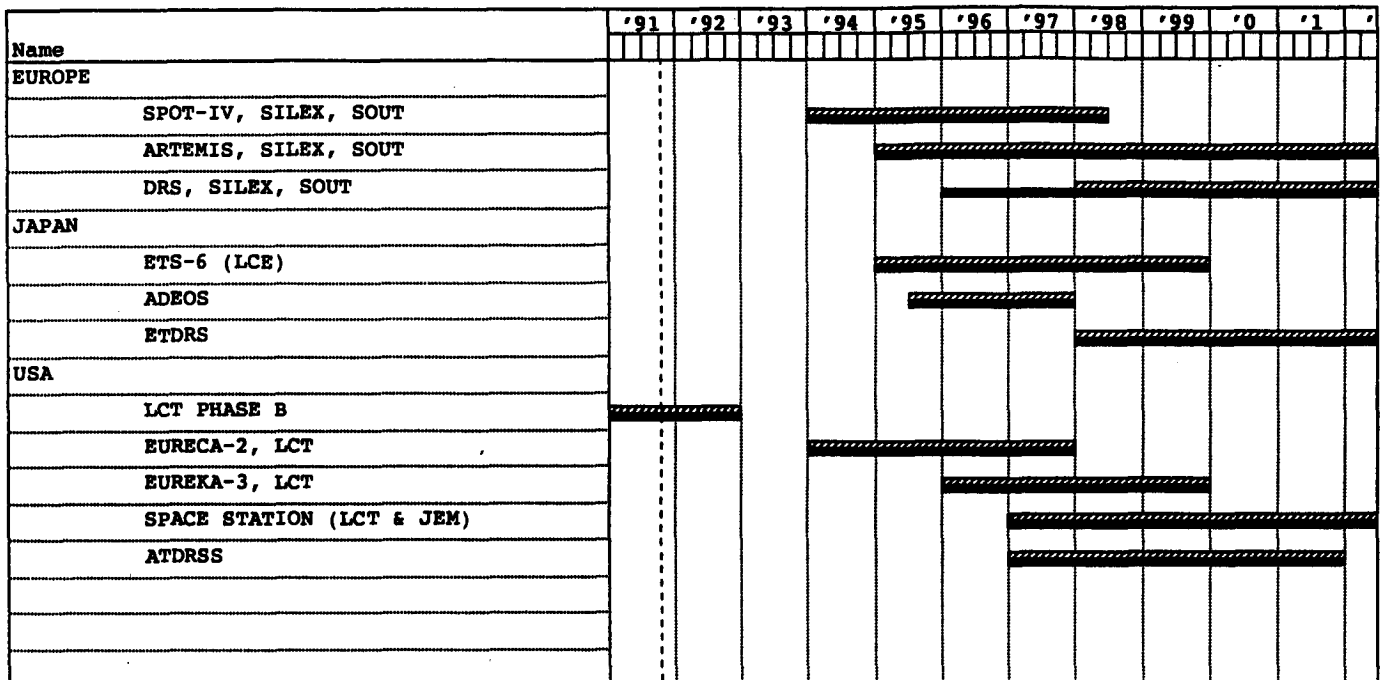 '91 '92 '93 '94 '95 '96 '97 '98 '99 '0 '1 '
Name
EUROPE
SPOT-IV, SILEX, SOUT
ARTEMIS, SILEX, SOUT
DRS, SILEX, SOUT
JAPAN
ETS-6 (LCE)
ADEOS
ETDRS
USA
LCT PHASE B
EURECA-2, LCT
EUREKA-3, LCT
SPACE STATION (LCT & JEM)
ATDRSS